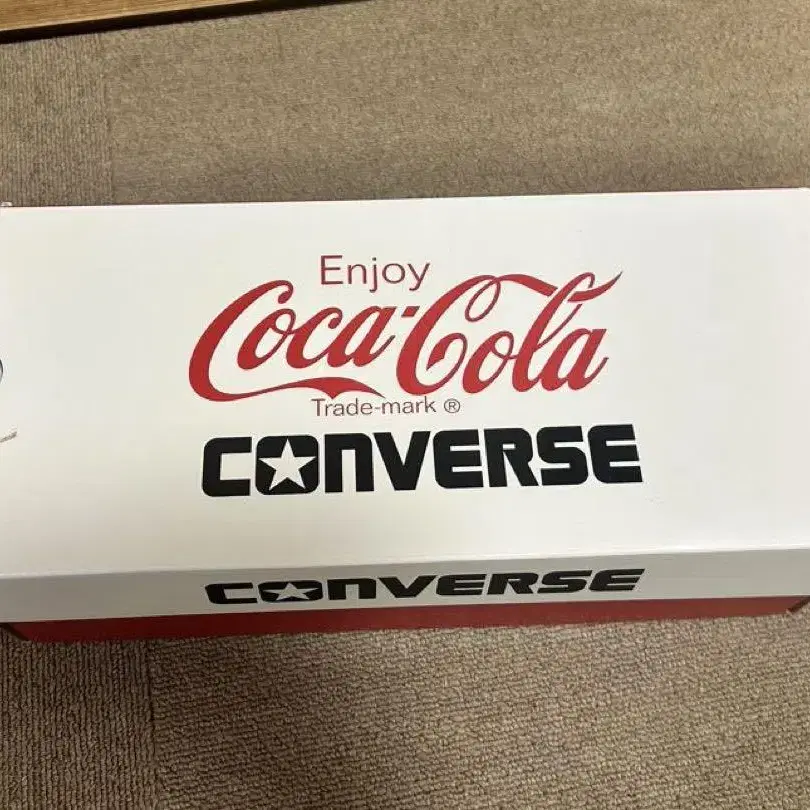 Enjoy
Coca-Cola
Trade-mark ®
CONVERSE
CONVERSE